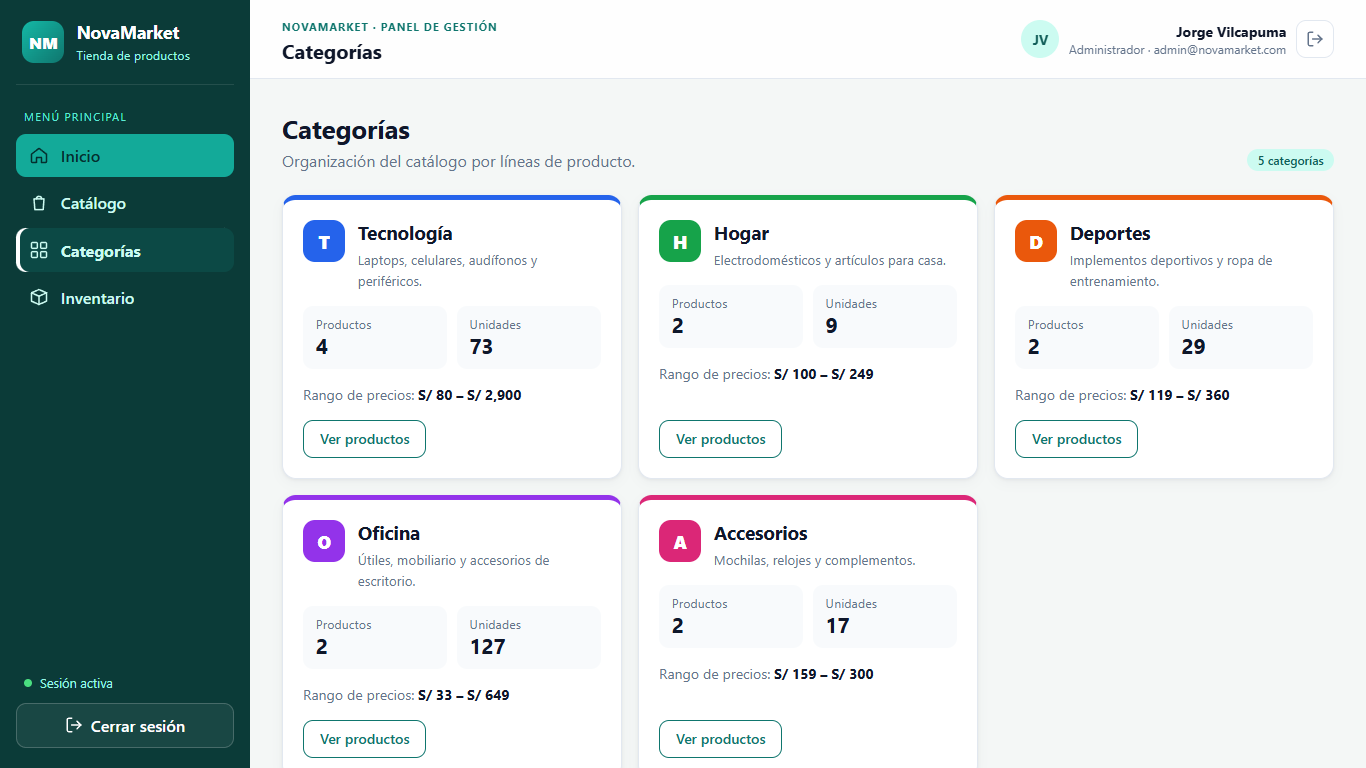 NM
NovaMarket
Tienda de productos
MENÚ PRINCIPAL
Inicio
Catálogo
Categorías
Inventario
Sesión activa
Cerrar sesión
NOVAMARKET · PANEL DE GESTIÓN
Categorías
JV
Jorge Vilcapuma
Administrador · admin@novamarket.com
Categorías
Organización del catálogo por líneas de producto.
5 categorías
T
Tecnología
Laptops, celulares, audífonos y
periféricos.
Productos
4
Unidades
73
Rango de precios: S/ 80 – S/ 2,900
Ver productos
H
Hogar
Electrodomésticos y artículos para casa.
Productos
2
Unidades
9
Rango de precios: S/ 100 – S/ 249
Ver productos
D
Deportes
Implementos deportivos y ropa de
entrenamiento.
Productos
2
Unidades
29
Rango de precios: S/ 119 – S/ 360
Ver productos
O
Oficina
Útiles, mobiliario y accesorios de
escritorio.
Productos
2
Unidades
127
Rango de precios: S/ 33 – S/ 649
Ver productos
A
Accesorios
Mochilas, relojes y complementos.
Productos
2
Unidades
17
Rango de precios: S/ 159 – S/ 300
Ver productos